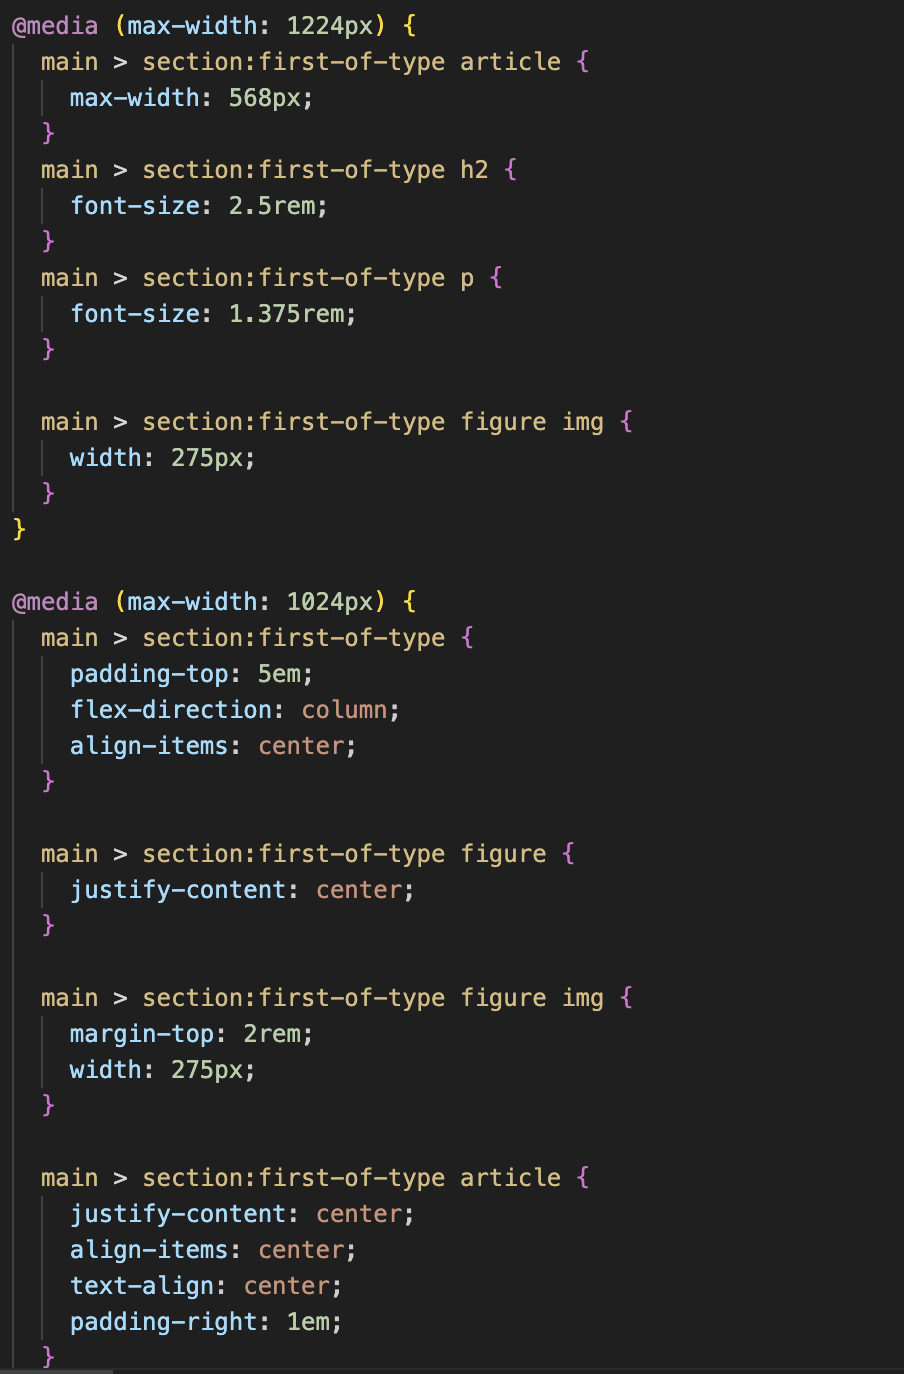 @media (max-width: 1224px) {
  main > section:first-of-type article {
    max-width: 568px;
  }
  main > section:first-of-type h2 {
    font-size: 2.5rem;
  }
  main > section:first-of-type p {
    font-size: 1.375rem;
  }

  main > section:first-of-type figure img {
    width: 275px;
  }
}

@media (max-width: 1024px) {
  main > section:first-of-type {
    padding-top: 5em;
    flex-direction: column;
    align-items: center;
  }

  main > section:first-of-type figure {
    justify-content: center;
  }

  main > section:first-of-type figure img {
    margin-top: 2rem;
    width: 275px;
  }

  main > section:first-of-type article {
    justify-content: center;
    align-items: center;
    text-align: center;
    padding-right: 1em;
  }